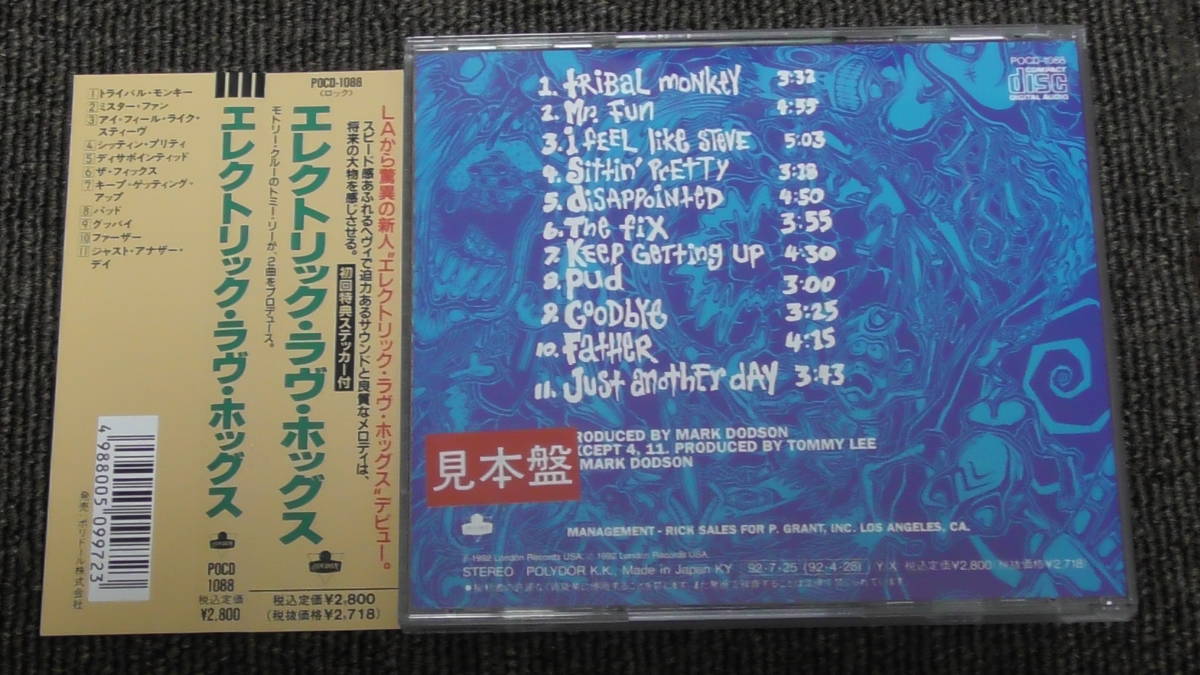 POCD-1088
〈ロック〉
LAから驚異の新人"エレクトリック・ラヴ・ホッグス"デビュー。
スピード感あふれるヘヴィで迫力あるサウンドと良質なメロディは、
将来の大物を感じさせる。
初回特典ステッカー付
エレクトリック・ラヴ・ホッグス
モトリー・クルーのトミー・リーが、2曲をプロデュース。
税込定価¥2,800
(税抜価格¥2,718)
エレクトリック・ラヴ・ホッグス
POCD
1088
税込定価
¥2,800
1トライバル・モンキー
2ミスター・ファン
3アイ・フィール・ライク・
スティーヴ
4シッティン・プリティ
5ディサポインティッド
6ザ・フィックス
7キープ・ゲッティング・
アップ
8パッド
9グッバイ
10ファーザー
11ジャスト・アナザー・
デイ
4988005099723
発売・ポリドール株式会社
POCD-1088
COMPACT
disc
DIGITAL AUDIO
1. tribal monkey 3:32
2. Mr. Fun 4:55
3. i feel like steve 5:03
4. Sittin' Pretty 3:18
5. disappointed 4:50
6. The fix 3:55
7. Keep Getting up 4:30
8. pud 3:00
9. Goodbye 3:25
10. Father 4:15
11. Just another day 3:43
RODUCED BY MARK DODSON
XCEPT 4, 11. PRODUCED BY TOMMY LEE
MARK DODSON
見本盤
MANAGEMENT - RICK SALES FOR P. GRANT, INC. LOS ANGELES, CA.
℗ 1992 London Records USA. © 1992 London Records USA.
STEREO POLYDOR K.K. Made in Japan KY 92・7・25 (92・4・28) Y X 税込定価¥2,800 税抜価格¥2,718